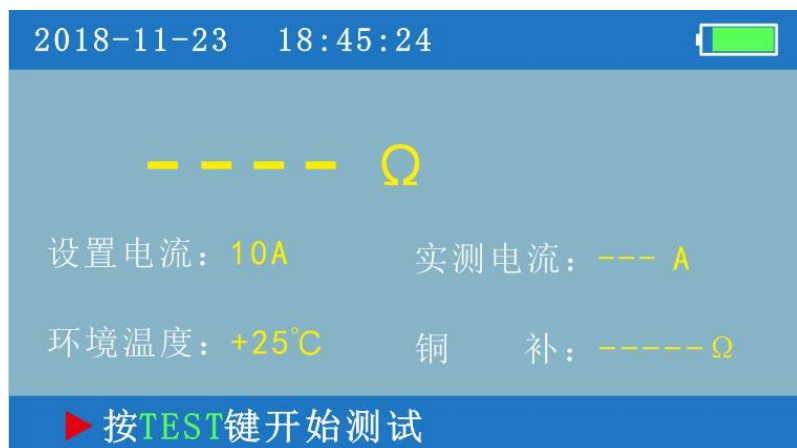 2018-11-23 18:45:24
---- Ω
设置电流：10A 实测电流：--- A
环境温度：+25℃ 铜 补：-----Ω
按TEST键开始测试